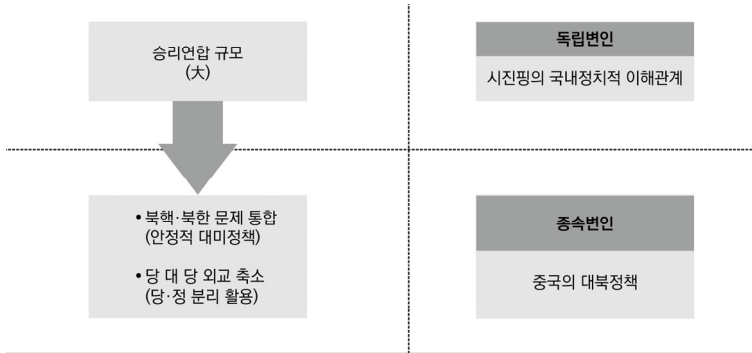 승리연합 규모
(大)
독립변인
시진핑의 국내정치적 이해관계
• 북핵·북한 문제 통합
(안정적 대미정책)
• 당 대 당 외교 축소
(당·정 분리 활용)
종속변인
중국의 대북정책